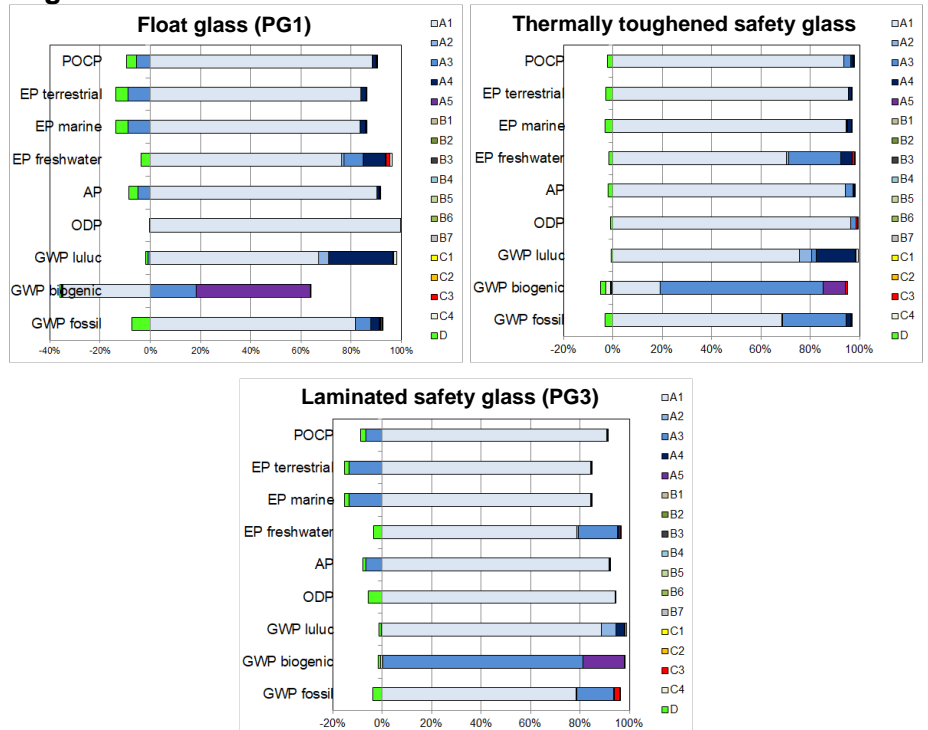 Float glass (PG1)
POCP
EP terrestrial
EP marine
EP freshwater
AP
ODP
GWP luluc
GWP biogenic
GWP fossil
-40% -20% 0% 20% 40% 60% 80% 100%
A1
A2
A3
A4
A5
B1
B2
B3
B4
B5
B6
B7
C1
C2
C3
C4
D
Thermally toughened safety glass
POCP
EP terrestrial
EP marine
EP freshwater
AP
ODP
GWP luluc
GWP biogenic
GWP fossil
-20% 0% 20% 40% 60% 80% 100%
A1
A2
A3
A4
A5
B1
B2
B3
B4
B5
B6
B7
C1
C2
C3
C4
D
Laminated safety glass (PG3)
POCP
EP terrestrial
EP marine
EP freshwater
AP
ODP
GWP luluc
GWP biogenic
GWP fossil
-20% 0% 20% 40% 60% 80% 100%
A1
A2
A3
A4
A5
B1
B2
B3
B4
B5
B6
B7
C1
C2
C3
C4
D